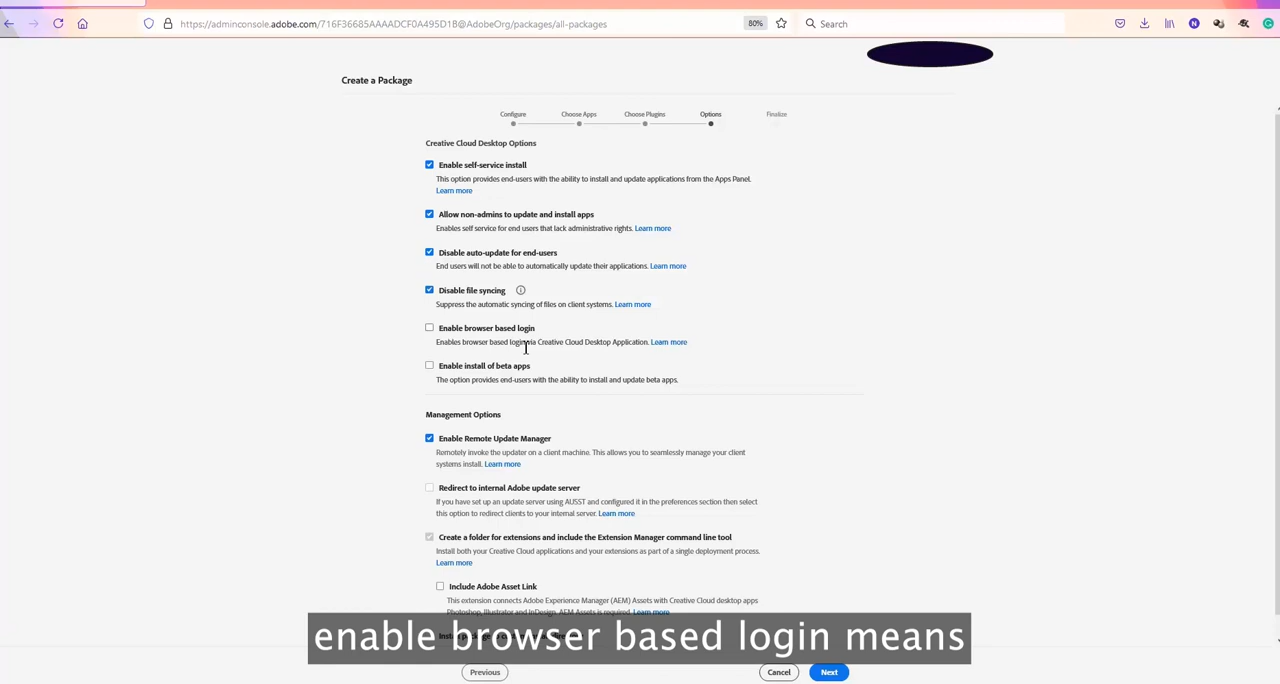 https://adminconsole.adobe.com/716F36685AAAADCF0A495D18@AdobeOrg/packages/all-packages
80%
Search
Create a Package
Configure
Choose Apps
Choose Plugins
Options
Finalize
Creative Cloud Desktop Options
Enable self-service install
This option provides end-users with the ability to install and update applications from the Apps Panel.
Learn more
Allow non-admins to update and install apps
Enables self service for end users that lack administrative rights. Learn more
Disable auto-update for end-users
End users will not be able to automatically update their applications. Learn more
Disable file syncing
Suppress the automatic syncing of files on client systems. Learn more
Enable browser based login
Enables browser based login via Creative Cloud Desktop Application. Learn more
Enable install of beta apps
The option provides end-users with the ability to install and update beta apps.
Management Options
Enable Remote Update Manager
Remotely invoke the updater on a client machine. This allows you to seamlessly manage your client
systems install. Learn more
Redirect to internal Adobe update server
If you have set up an update server using AUSST and configured it in the preferences section then select
this option to redirect clients to your internal server. Learn more
Create a folder for extensions and include the Extension Manager command line tool
Install both your Creative Cloud applications and your extensions as part of a single deployment process.
Learn more
Include Adobe Asset Link
This extension connects Adobe Experience Manager (AEM) Assets with Creative Cloud desktop apps
Photoshop, Illustrator and InDesign. AEM Assets is required. Learn more
enable browser based login means
Previous
Cancel
Next